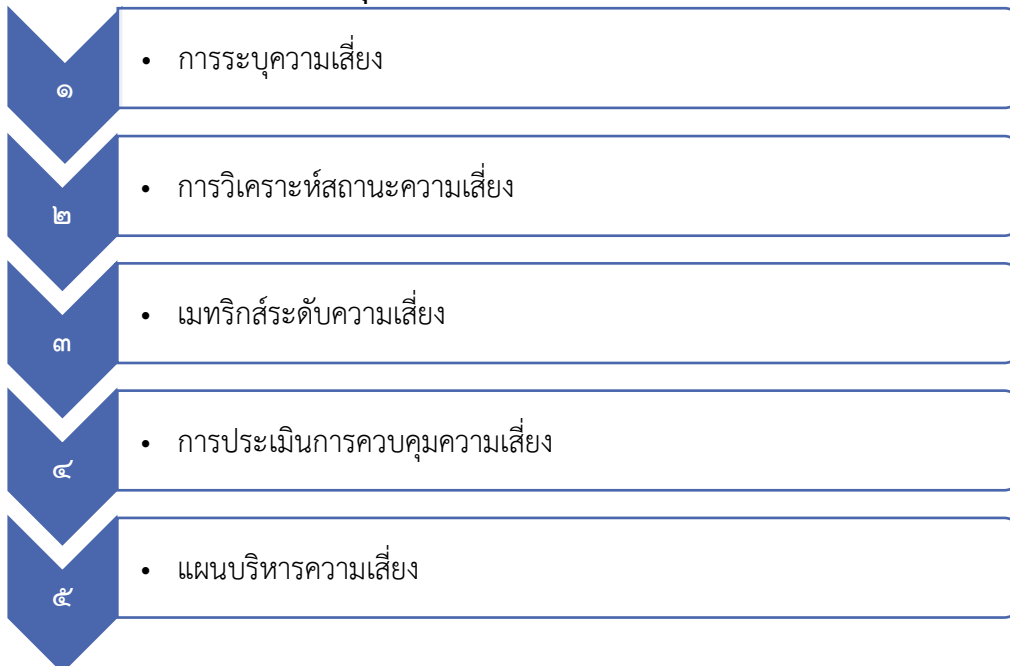 ๑
• การระบุความเสี่ยง
๒
• การวิเคราะห์สถานะความเสี่ยง
๓
• เมทริกส์ระดับความเสี่ยง
๔
• การประเมินการควบคุมความเสี่ยง
๕
• แผนบริหารความเสี่ยง